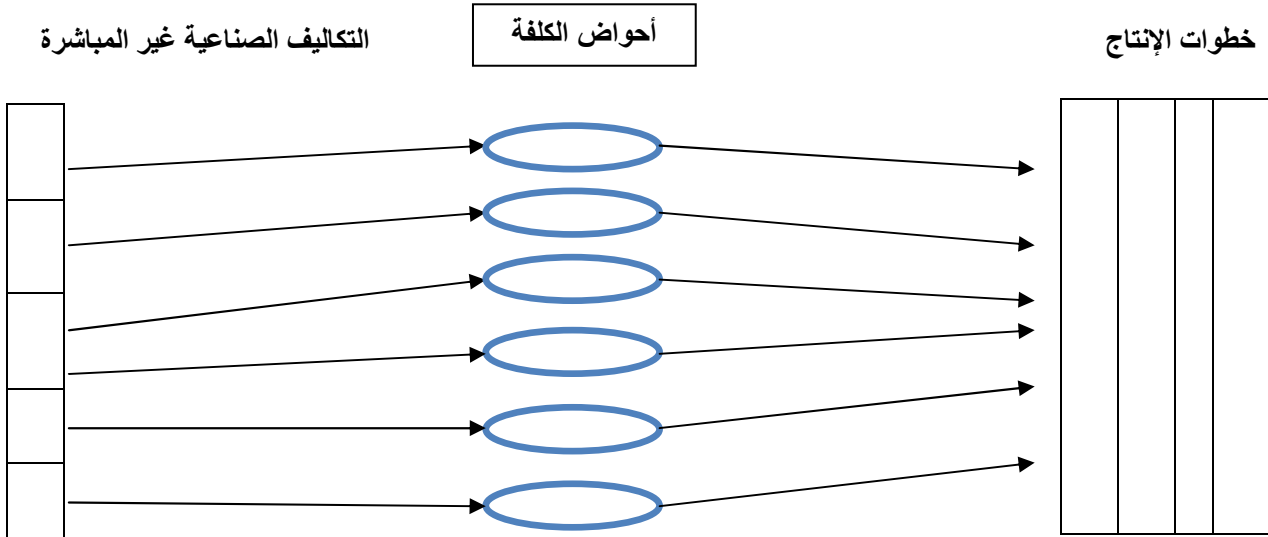 خطوات الإنتاج
أحواض الكلفة
التكاليف الصناعية غير المباشرة